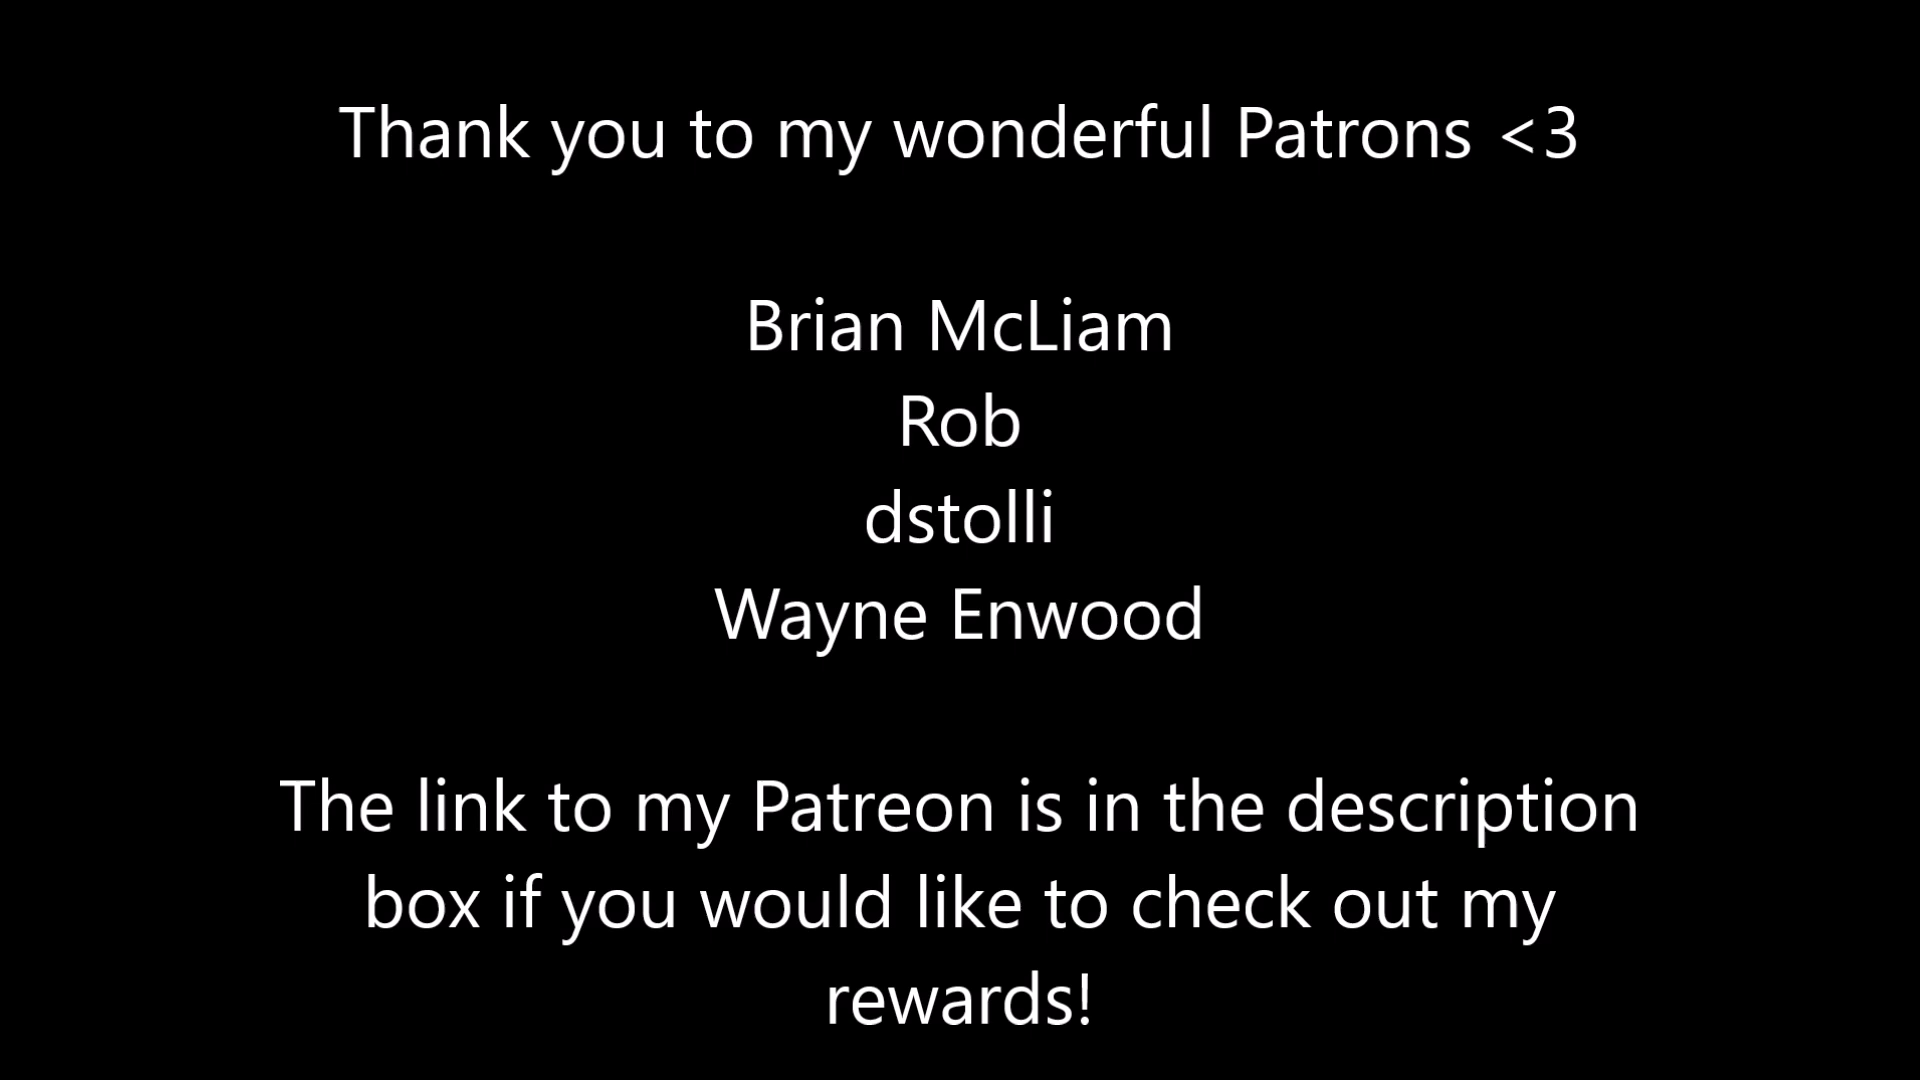 Thank you to my wonderful Patrons <3
Brian McLiam
Rob
dstolli
Wayne Enwood
The link to my Patreon is in the description
box if you would like to check out my
rewards!